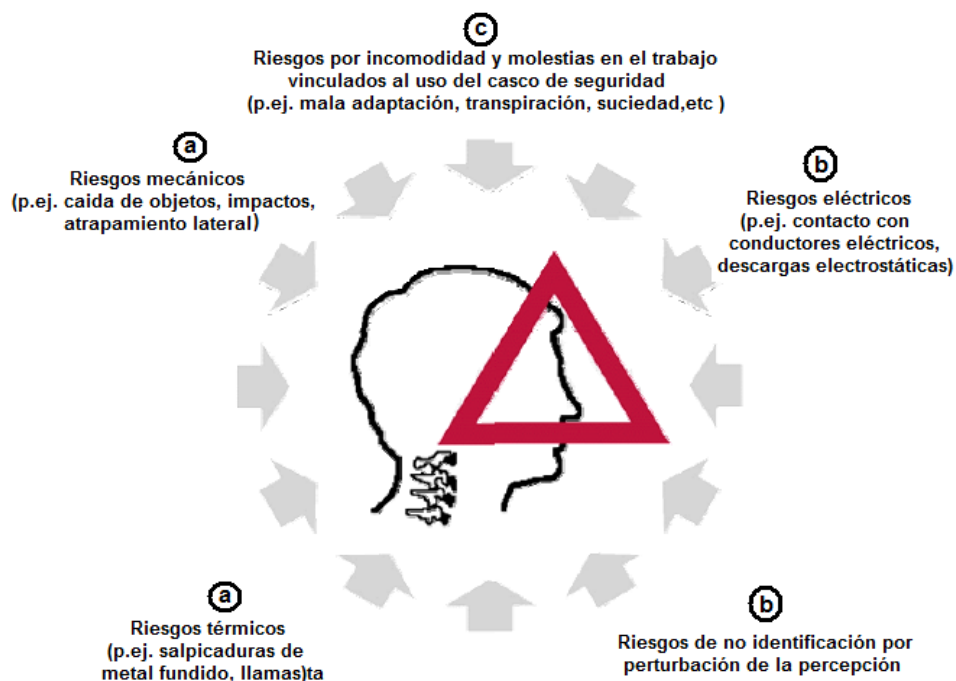 c
Riesgos por incomodidad y molestias en el trabajo
vinculados al uso del casco de seguridad
(p.ej. mala adaptación, transpiración, suciedad,etc )
a
Riesgos mecánicos
(p.ej. caida de objetos, impactos,
atrapamiento lateral)
b
Riesgos eléctricos
(p.ej. contacto con
conductores eléctricos,
descargas electrostáticas)
a
Riesgos térmicos
(p.ej. salpicaduras de
metal fundido, llamas)ta
b
Riesgos de no identificación por
perturbación de la percepción